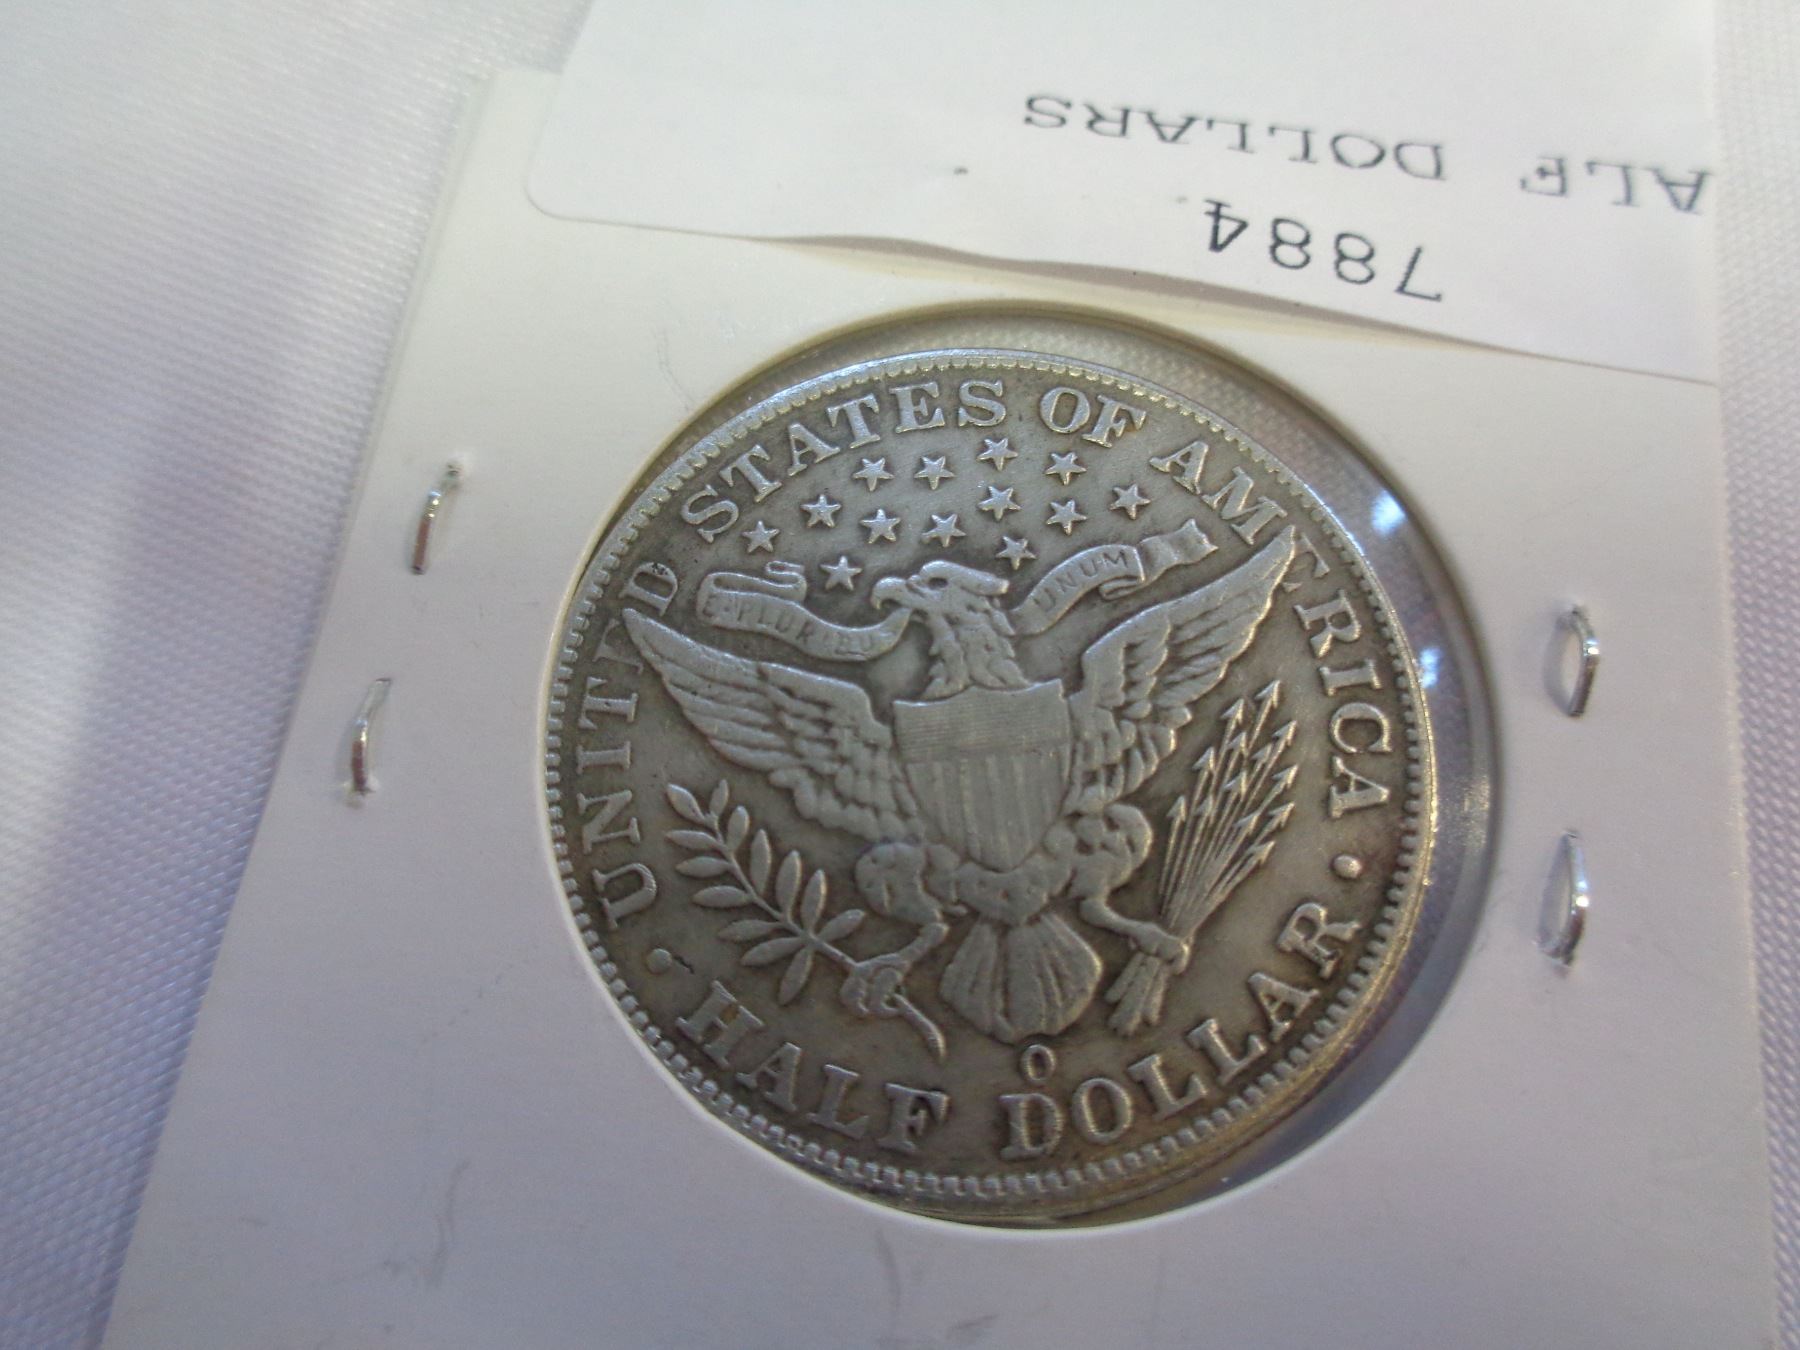 ALF DOLLARS
7884
UNITED STATES OF AMERICA
E PLURIBUS UNUM
O
HALF DOLLAR